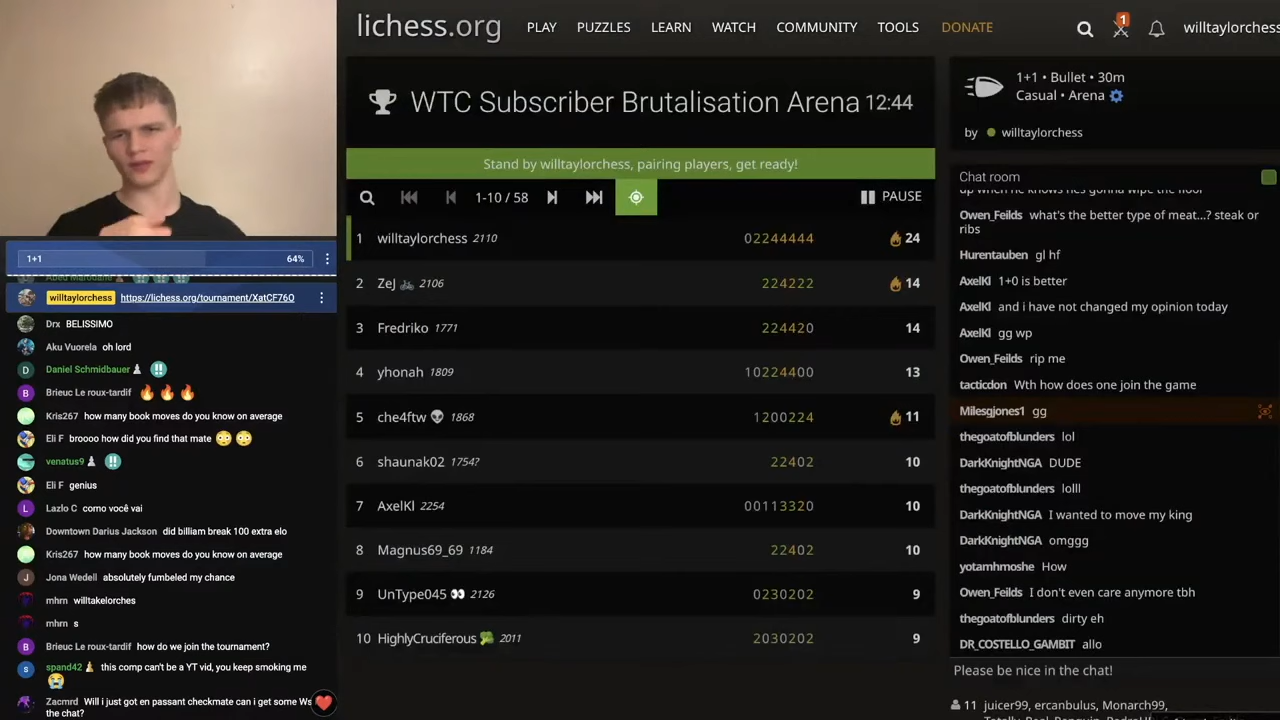 lichess.org PLAY PUZZLES LEARN WATCH COMMUNITY TOOLS DONATE 1 willtaylorchess
WTC Subscriber Brutalisation Arena 12:44
Stand by willtaylorchess, pairing players, get ready!
1-10 / 58 PAUSE
1 willtaylorchess 2110 02244444 24
2 ZeJ 2106 224222 14
3 Fredriko 1771 224420 14
4 yhonah 1809 10224400 13
5 che4ftw 1868 1200224 11
6 shaunak02 1754? 22402 10
7 AxelKl 2254 00113320 10
8 Magnus69_69 1184 22402 10
9 UnType045 2126 0230202 9
10 HighlyCruciferous 2011 2030202 9
1+1 • Bullet • 30m
Casual • Arena
by willtaylorchess
Chat room
up when he knows hes gonna wipe the floor
Owen_Feilds what's the better type of meat...? steak or
ribs
Hurentauben gl hf
AxelKl 1+0 is better
AxelKl and i have not changed my opinion today
AxelKl gg wp
Owen_Feilds rip me
tacticdon Wth how does one join the game
Milesgjones1 gg
thegoatofblunders lol
DarkKnightNGA DUDE
thegoatofblunders lolll
DarkKnightNGA I wanted to move my king
DarkKnightNGA omggg
yotamhmoshe How
Owen_Feilds I don't even care anymore tbh
thegoatofblunders dirty eh
DR_COSTELLO_GAMBIT allo
Please be nice in the chat!
11 juicer99, ercanbulus, Monarch99,
1+1 64%
willtaylorchess https://lichess.org/tournament/XatCF76O
Drx BELISSIMO
Aku Vuorela oh lord
Daniel Schmidbauer ♟ ‼
Brieuc Le roux-tardif 🔥 🔥 🔥
Kris267 how many book moves do you know on average
Eli F broooo how did you find that mate 😳 😳
venatus9 ♟ ‼
Eli F genius
Lazlo C como você vai
Downtown Darius Jackson did billiam break 100 extra elo
Kris267 how many book moves do you know on average
Jona Wedell absolutely fumbeled my chance
mhrn willtakelorches
mhrn s
Brieuc Le roux-tardif how do we join the tournament?
spand42 this comp can't be a YT vid, you keep smoking me
😭
Zacmrd Will i just got en passant checkmate can i get some Ws
the chat?